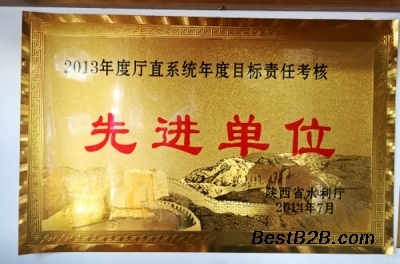 2013年度厅直系统年度目标责任考核
先进单位
陕西省水利厅
2013年7月
BestB2B.com